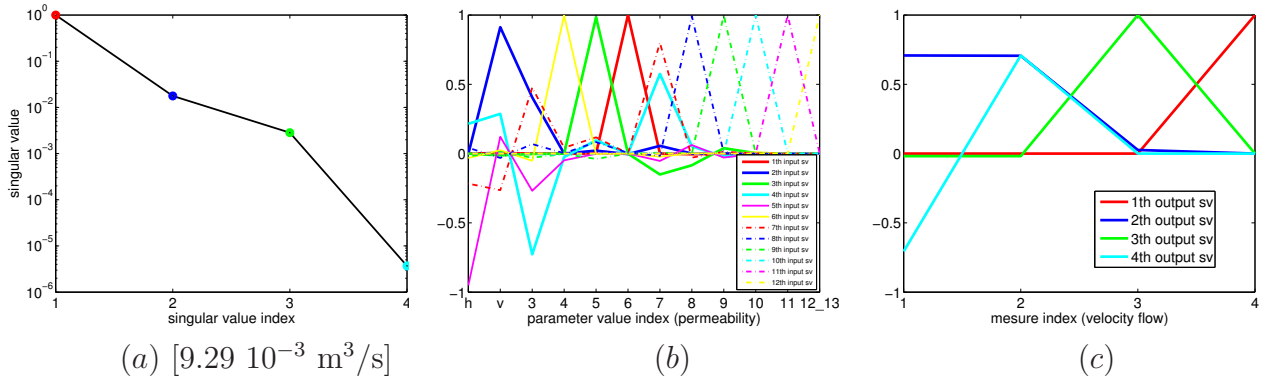 10^0
10^-1
10^-2
10^-3
10^-4
10^-5
10^-6
singular value
1 2 3 4
singular value index
(a) [9.29 10^-3 m^3/s]
1
0.5
0
−0.5
−1
h v 3 4 5 6 7 8 9 10 11 12_13
parameter value index (permeability)
1th input sv
2th input sv
3th input sv
4th input sv
5th input sv
6th input sv
7th input sv
8th input sv
9th input sv
10th input sv
11th input sv
12th input sv
(b)
1
0.5
0
−0.5
−1
1 2 3 4
mesure index (velocity flow)
1th output sv
2th output sv
3th output sv
4th output sv
(c)